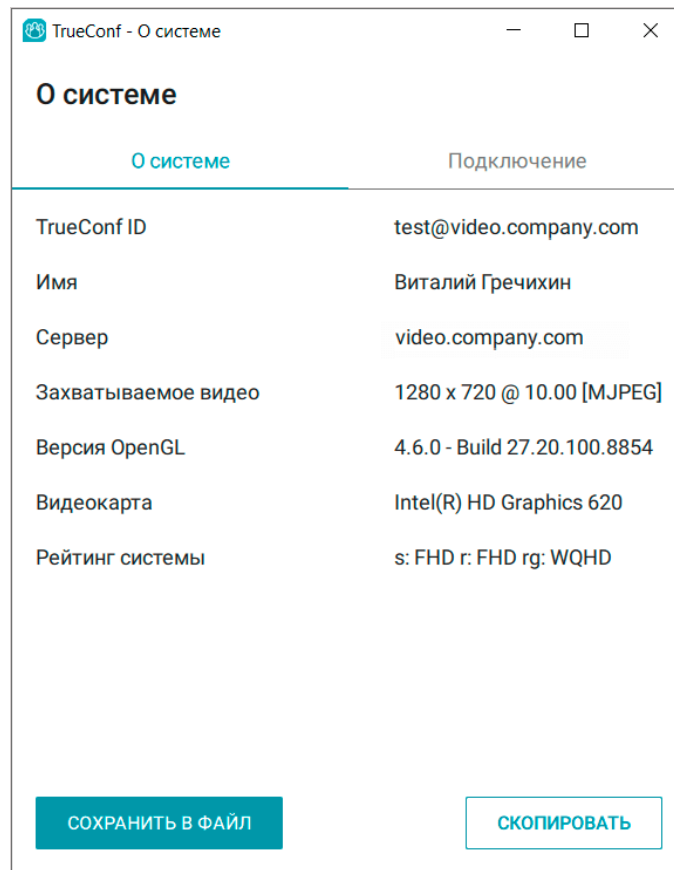 TrueConf - О системе
О системе
О системе Подключение
TrueConf ID test@video.company.com
Имя Виталий Гречихин
Сервер video.company.com
Захватываемое видео 1280 x 720 @ 10.00 [MJPEG]
Версия OpenGL 4.6.0 - Build 27.20.100.8854
Видеокарта Intel(R) HD Graphics 620
Рейтинг системы s: FHD r: FHD rg: WQHD
СОХРАНИТЬ В ФАЙЛ СКОПИРОВАТЬ